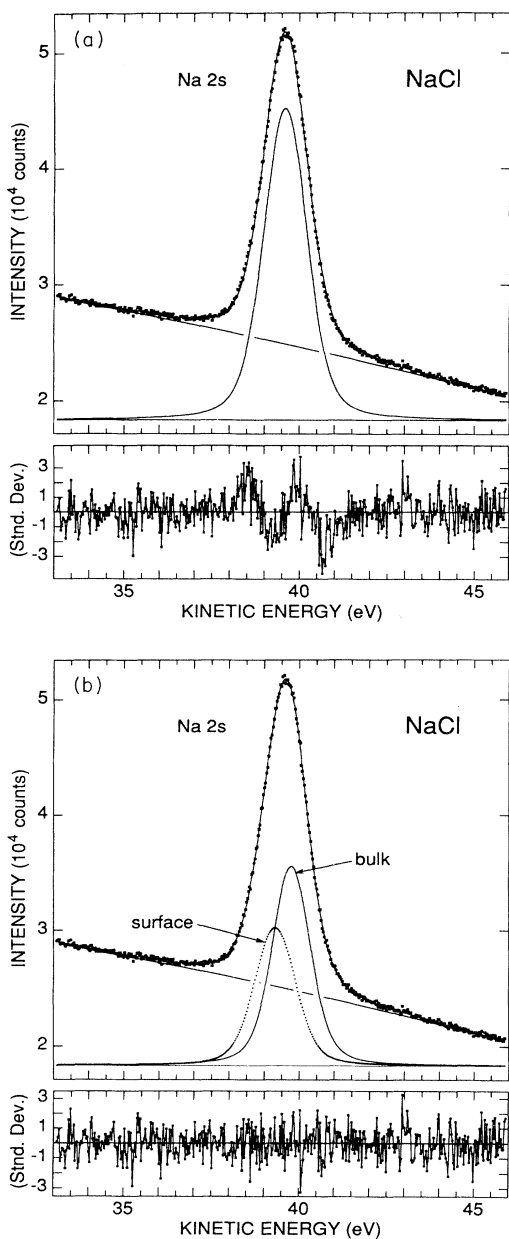 (a)
Na 2s
NaCl
INTENSITY (10⁴ counts)
5
4
3
2
(Stnd. Dev.)
3
1
-1
-3
35
40
45
KINETIC ENERGY (eV)
(b)
Na 2s
NaCl
INTENSITY (10⁴ counts)
5
4
3
2
bulk
surface
(Stnd. Dev.)
3
1
-1
-3
35
40
45
KINETIC ENERGY (eV)